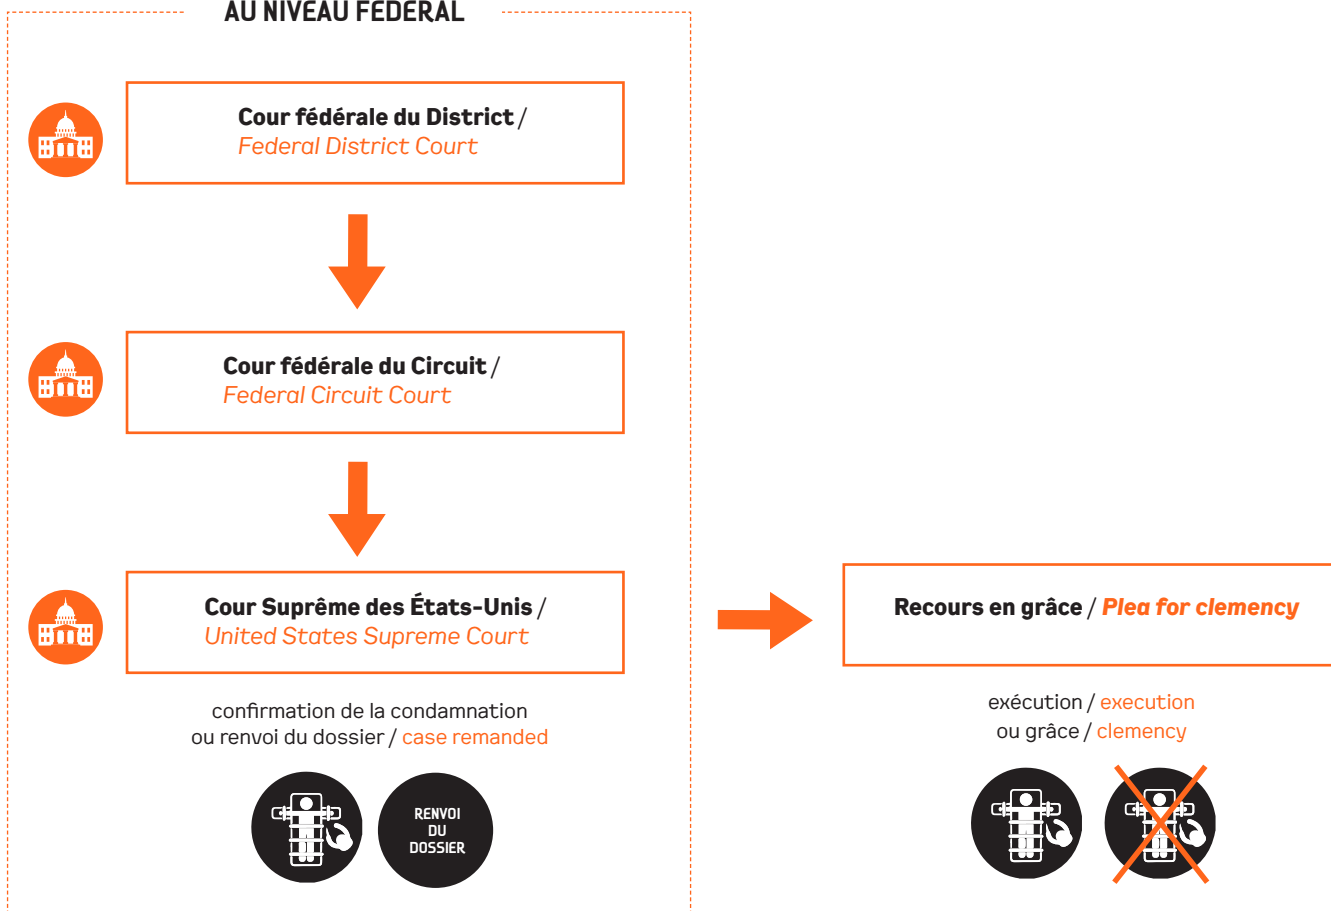 AU NIVEAU FÉDÉRAL
Cour fédérale du District /
Federal District Court
Cour fédérale du Circuit /
Federal Circuit Court
Cour Suprême des États-Unis /
United States Supreme Court
confirmation de la condamnation
ou renvoi du dossier / case remanded
RENVOI
DU
DOSSIER
Recours en grâce / Plea for clemency
exécution / execution
ou grâce / clemency